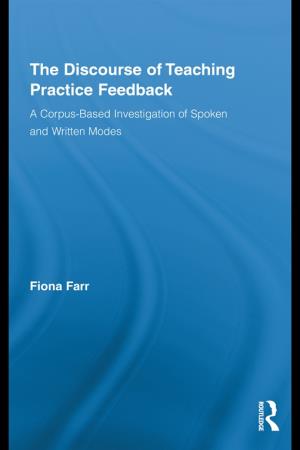 The Discourse of Teaching
Practice Feedback
A Corpus-Based Investigation of Spoken
and Written Modes
Fiona Farr
ROUTLEDGE